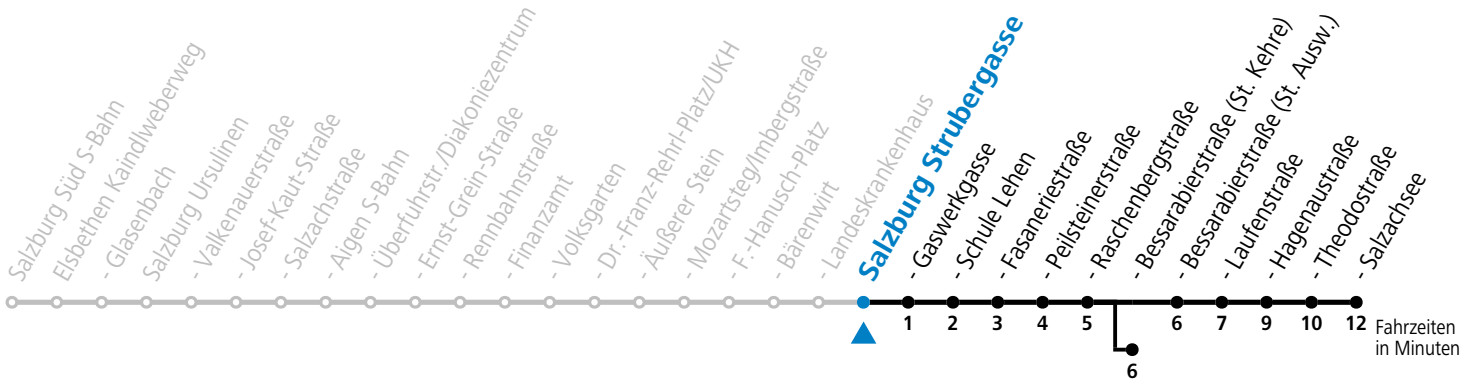 Salzburg Süd S-Bahn
Elsbethen Kaindlweberweg
- Glasenbach
Salzburg Ursulinen
- Valkenauerstraße
- Josef-Kaut-Straße
- Salzachstraße
- Aigen S-Bahn
- Überfuhrstr./Diakoniezentrum
- Ernst-Grein-Straße
- Rennbahnstraße
- Finanzamt
- Volksgarten
- Dr. Franz-Rehrl-Platz/UKH
- Äußerer Stein
- Mozartsteg/Imbergstraße
- F.-Hanusch-Platz
- Bärenwirt
- Landeskrankenhaus
Salzburg Strubergasse
- Gaswerkgasse
- Schule Lehen
- Fasaneriestraße
- Peilsteinerstraße
- Raschenbergstraße
- Bessarabierstraße (St. Kehre)
- Bessarabierstraße (St. Ausw.)
- Laufenstraße
- Hagenaustraße
- Theodostraße
- Salzachsee
1 2 3 4 5 6 7 9 10 12 Fahrzeiten
in Minuten
6